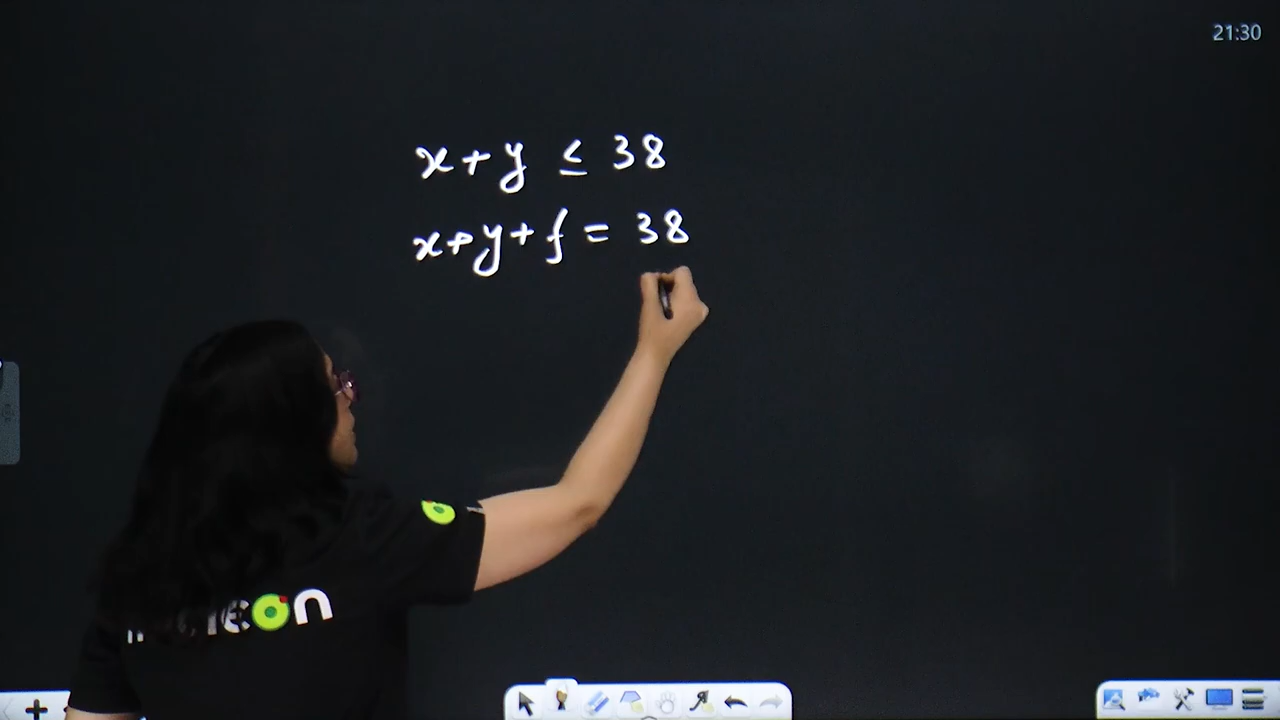 21:30
x+y ≤ 38
x+y+f = 38